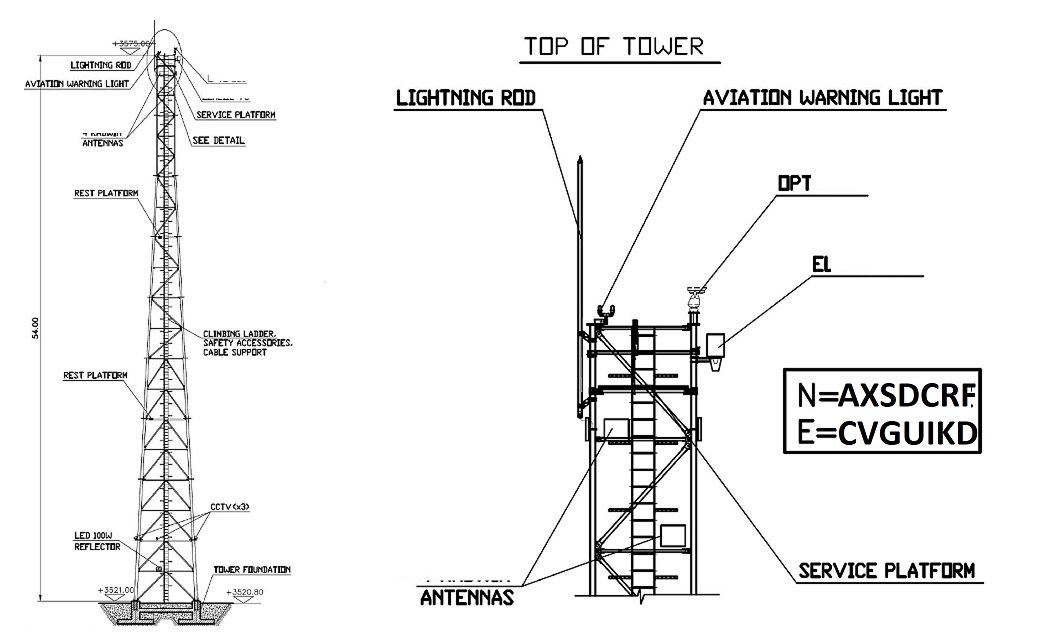 +3575.00
LIGHTNING ROD
AVIATION WARNING LIGHT
SERVICE PLATFORM
ANTENNAS
SEE DETAIL
REST PLATFORM
54.00
CLIMBING LADDER,
SAFETY ACCESSORIES,
CABLE SUPPORT
REST PLATFORM
CCTV (x3)
LED 100W
REFLECTOR
TOWER FOUNDATION
+3521.00
+3520.80
TOP OF TOWER
LIGHTNING ROD
AVIATION WARNING LIGHT
OPT
EL
N=AXSDCRF
E=CVGUIKD
SERVICE PLATFORM
ANTENNAS